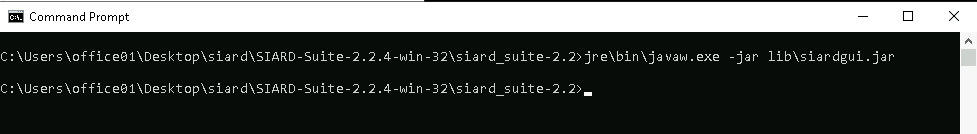 Command Prompt
C:\Users\office01\Desktop\siard\SIARD-Suite-2.2.4-win-32\siard_suite-2.2>jre\bin\javaw.exe -jar lib\siardgui.jar
C:\Users\office01\Desktop\siard\SIARD-Suite-2.2.4-win-32\siard_suite-2.2>